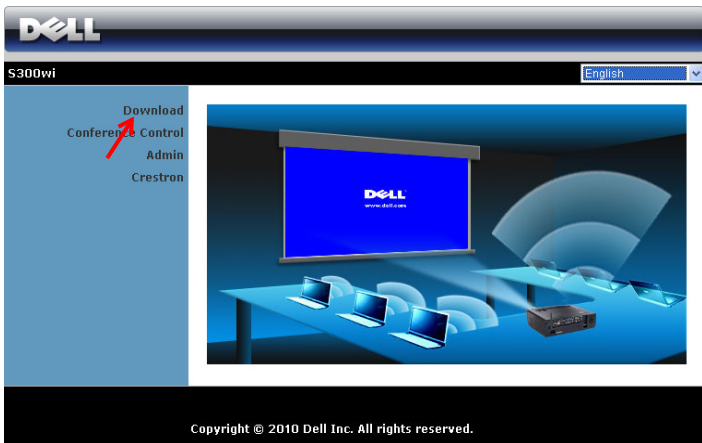 DELL
S300wi
English
Download
Conference Control
Admin
Crestron
DELL
www.dell.com
Copyright © 2010 Dell Inc. All rights reserved.